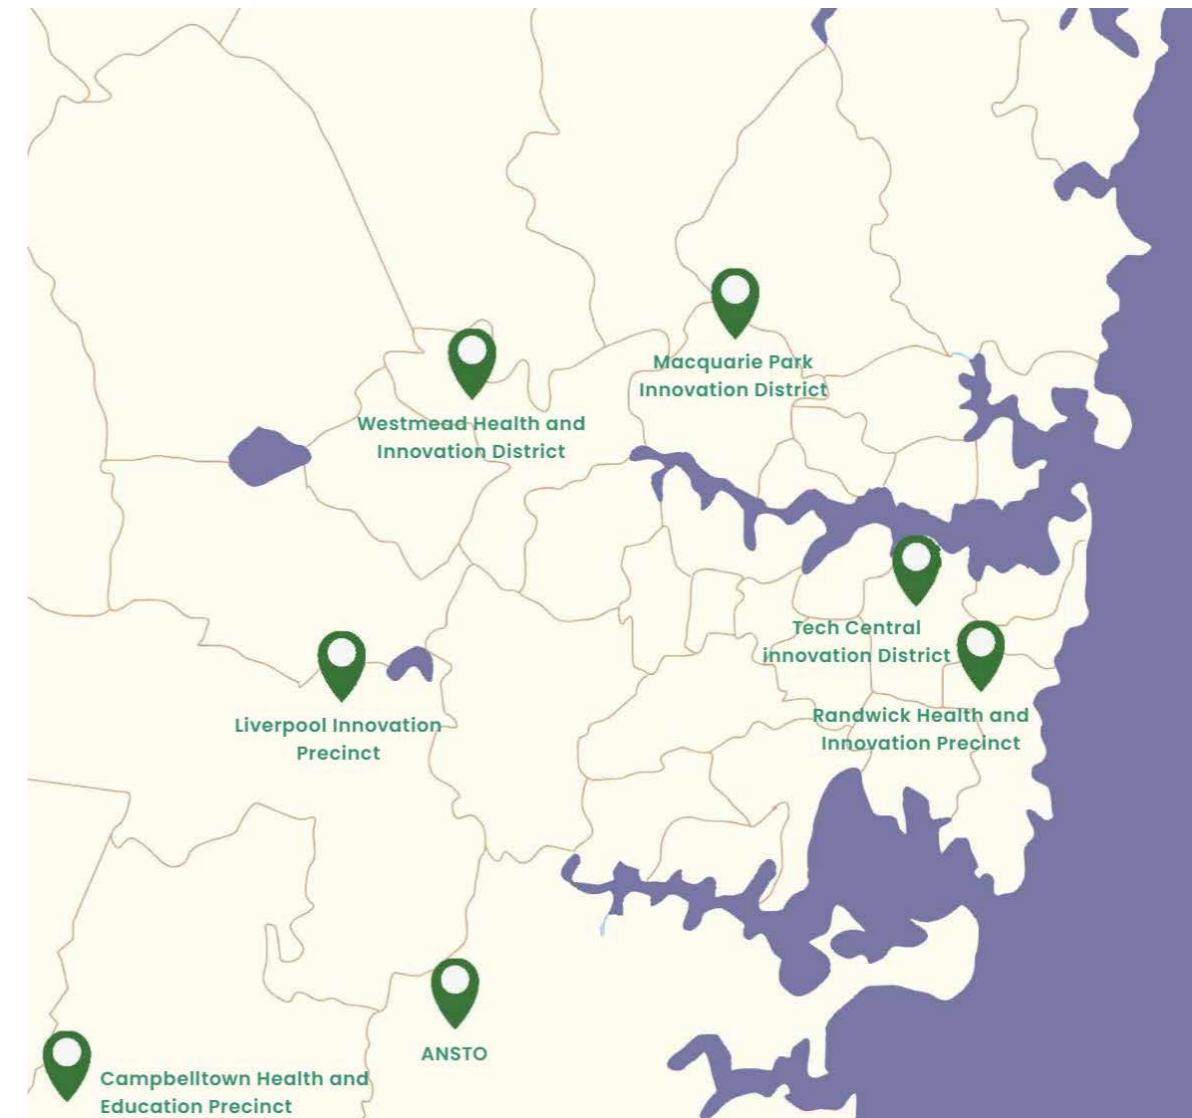 Macquarie Park
Innovation District
Westmead Health and
Innovation District
Tech Central
innovation District
Randwick Health and
Innovation Precinct
Liverpool Innovation
Precinct
ANSTO
Campbelltown Health and
Education Precinct